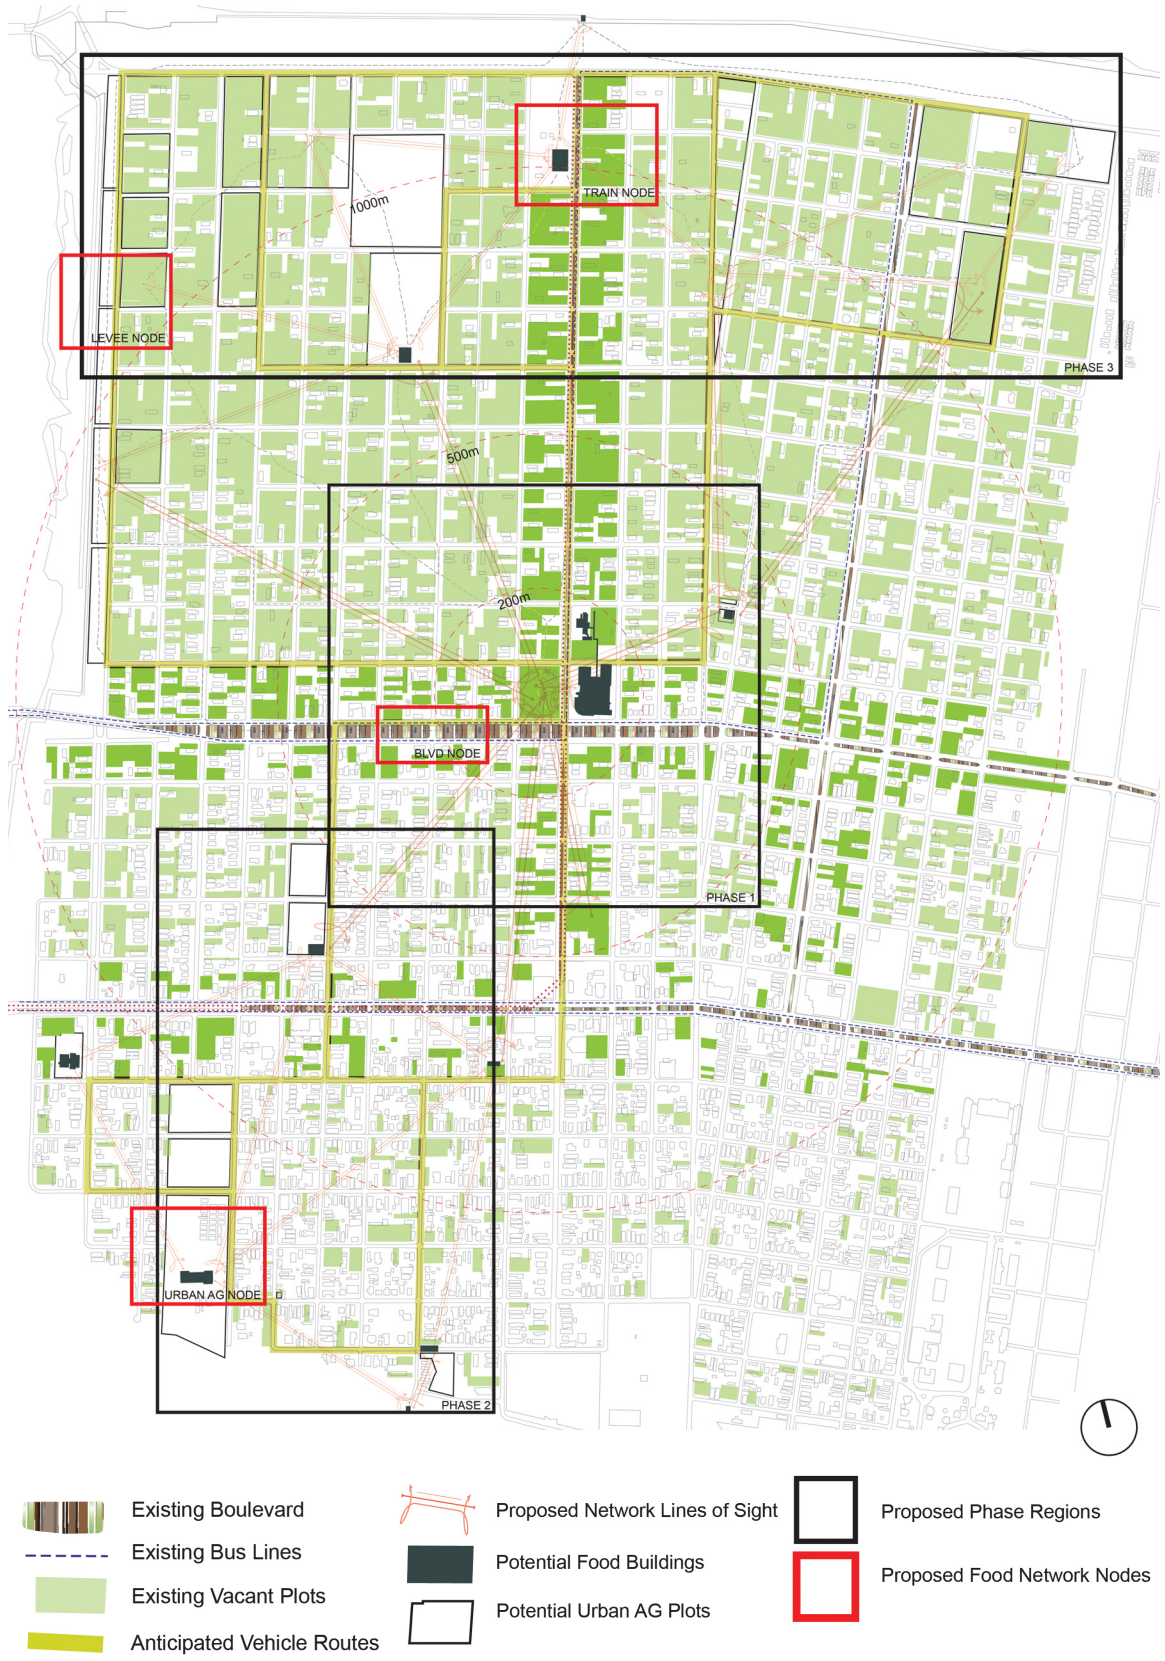 1000m
TRAIN NODE
LEVEE NODE
PHASE 3
500m
200m
BLVD NODE
PHASE 1
URBAN AG NODE
PHASE 2
Existing Boulevard
Existing Bus Lines
Existing Vacant Plots
Anticipated Vehicle Routes
Proposed Network Lines of Sight
Potential Food Buildings
Potential Urban AG Plots
Proposed Phase Regions
Proposed Food Network Nodes